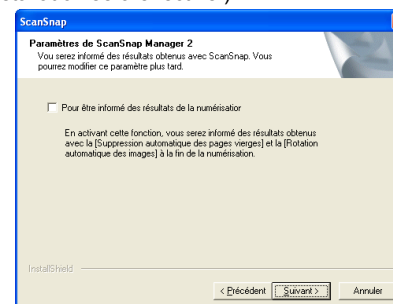 ScanSnap
Paramètres de ScanSnap Manager 2
Vou serez informé des résultats obtenus avec ScanSnap. Vous
pourrez modifier ce paramètre plus tard.
Pour être informé des résultats de la numérisatior
En activant cette fonction, vous serez informé des résultats obtenus
avec la [Suppression automatique des pages vierges] et la [Rotation
automatique des images] à la fin de la numérisation.
InstallShield
< Précédent Suivant > Annuler